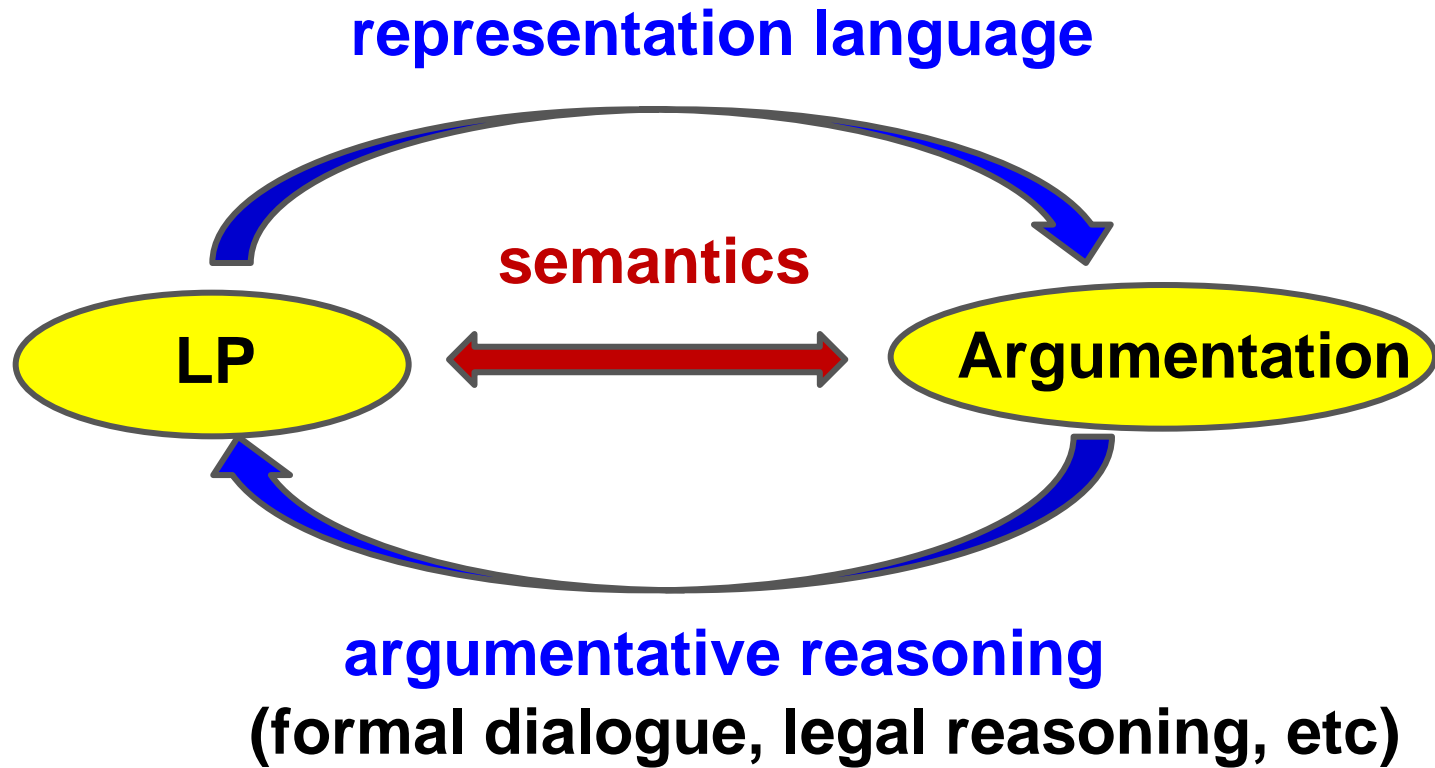 representation language
semantics
LP
Argumentation
argumentative reasoning
(formal dialogue, legal reasoning, etc)